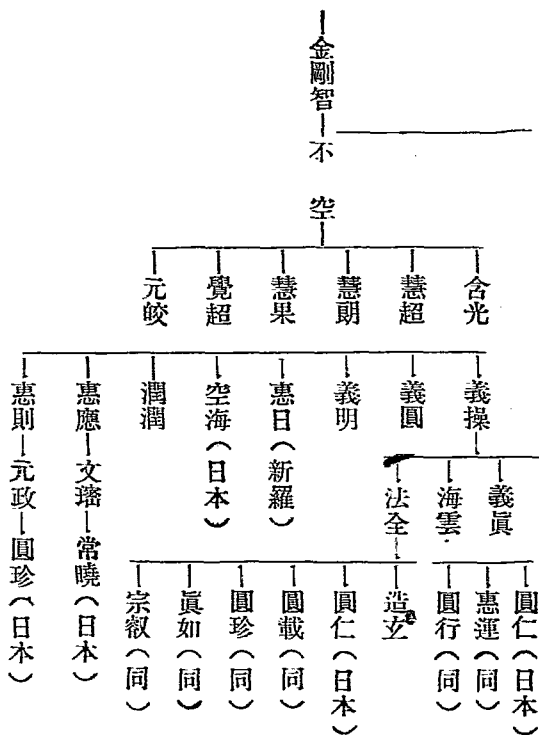 金剛智—不空
含光
慧超
慧朗
慧果
覺超
元皎
義操
義圓
義明
惠日(新羅)
空海(日本)
潤潤
惠應—文璠—常曉(日本)
惠則—元政—圓珍(日本)
義眞
海雲
法全
圓仁(日本)
惠運(同)
圓行(同)
造玄
圓仁(日本)
圓載(同)
圓珍(同)
眞如(同)
宗叡(同)